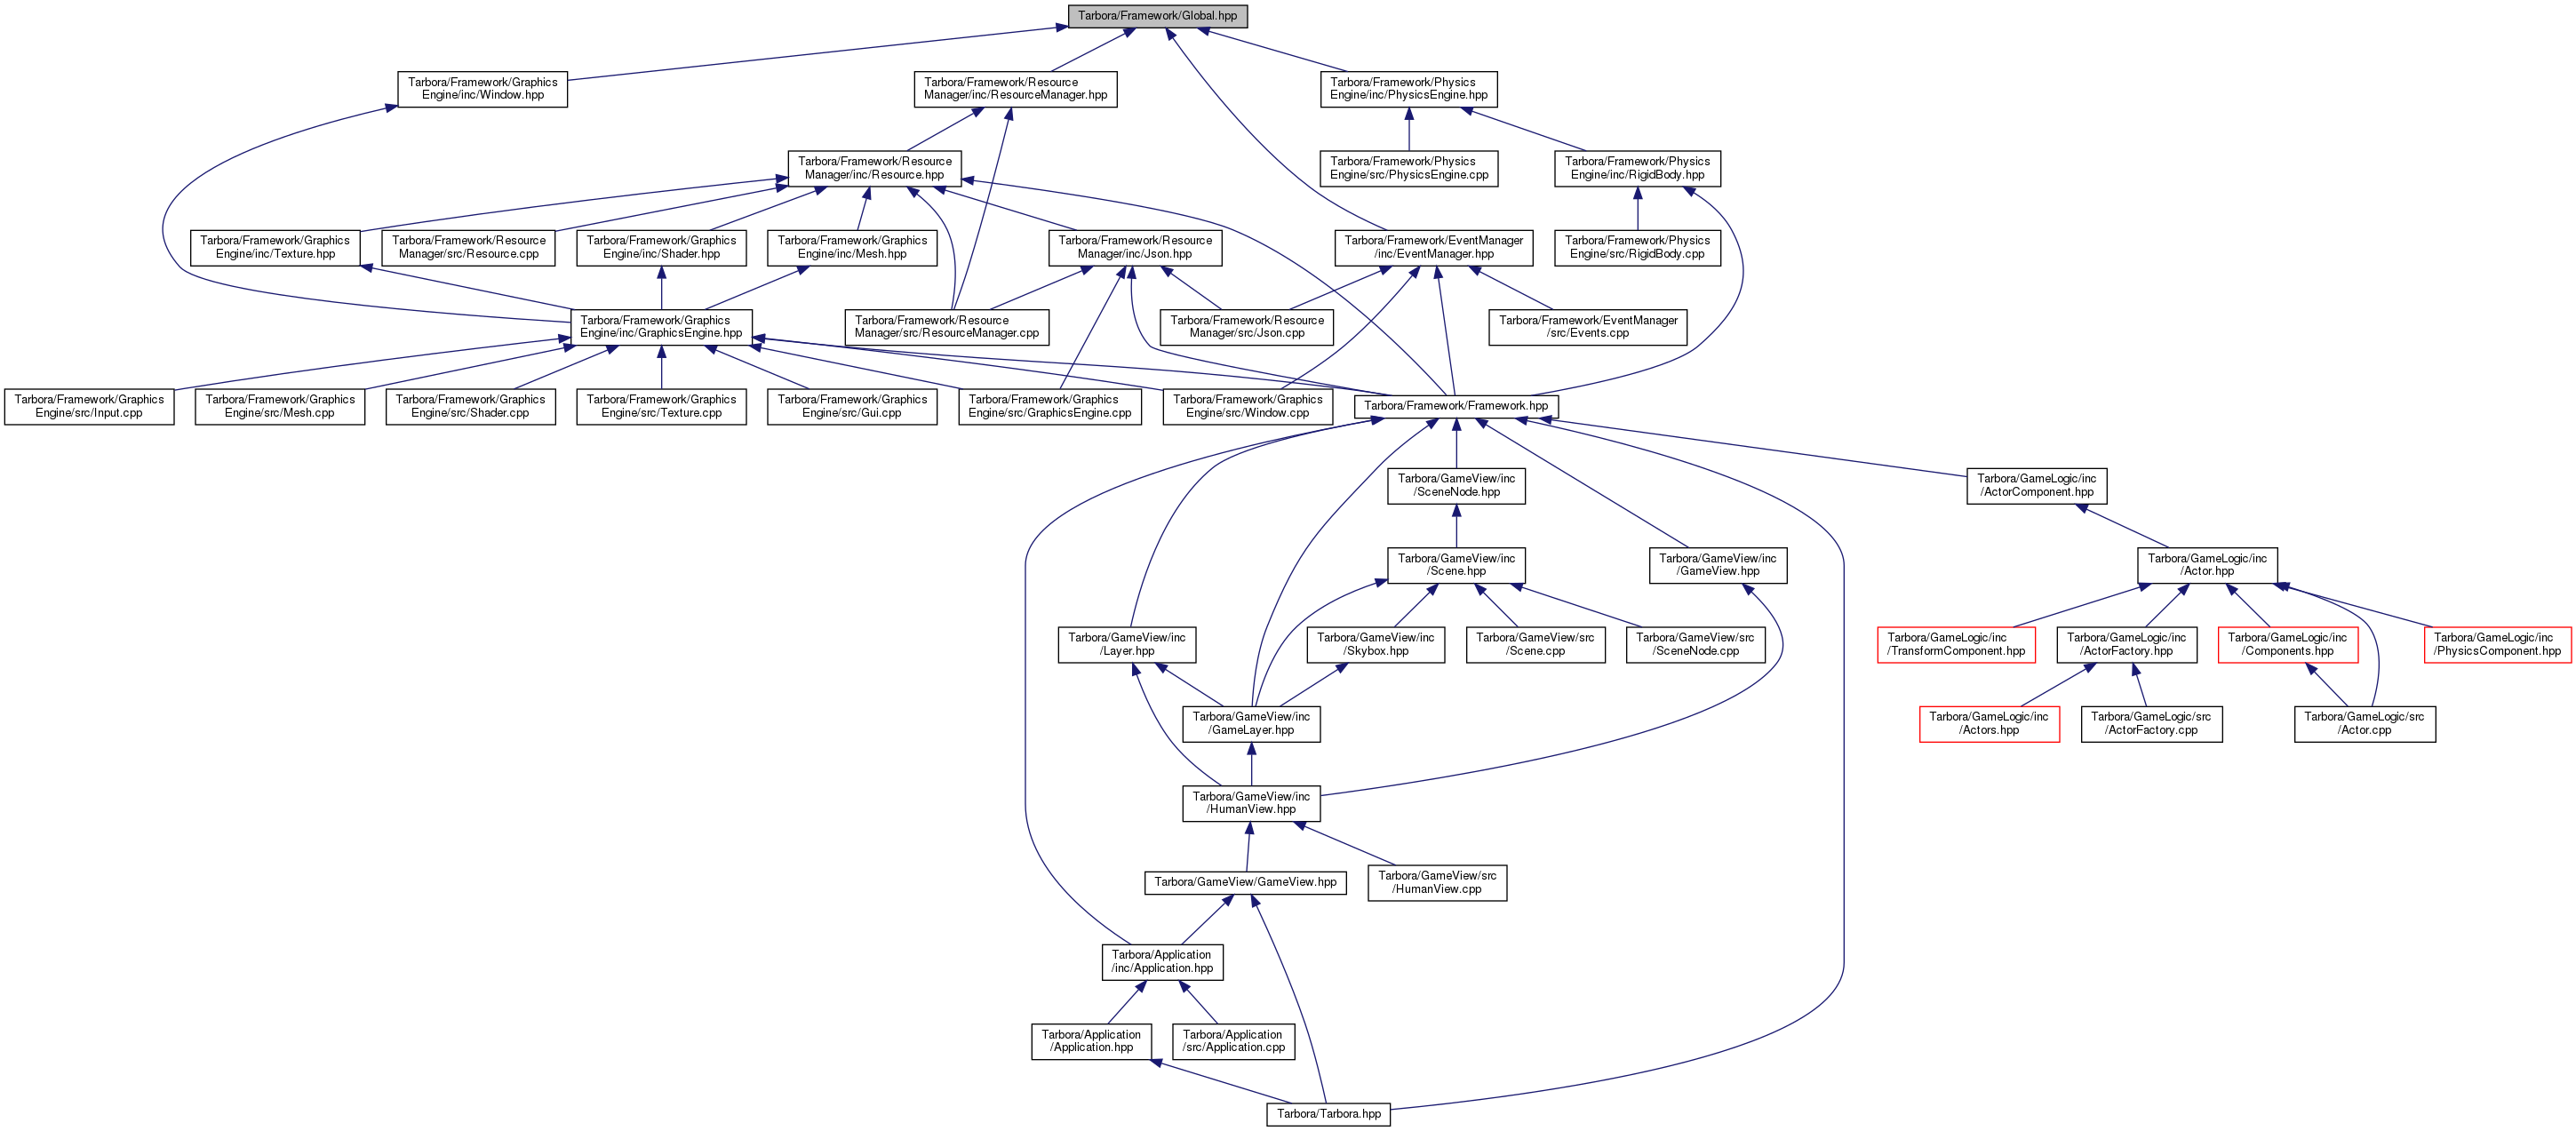 Tarbora/Framework/Global.hpp
Tarbora/Framework/Graphics
Engine/inc/Window.hpp
Tarbora/Framework/Resource
Manager/inc/ResourceManager.hpp
Tarbora/Framework/Physics
Engine/inc/PhysicsEngine.hpp
Tarbora/Framework/Resource
Manager/inc/Resource.hpp
Tarbora/Framework/Physics
Engine/src/PhysicsEngine.cpp
Tarbora/Framework/Physics
Engine/inc/RigidBody.hpp
Tarbora/Framework/Graphics
Engine/inc/Texture.hpp
Tarbora/Framework/Resource
Manager/src/Resource.cpp
Tarbora/Framework/Graphics
Engine/inc/Shader.hpp
Tarbora/Framework/Graphics
Engine/inc/Mesh.hpp
Tarbora/Framework/Resource
Manager/inc/Json.hpp
Tarbora/Framework/EventManager
/inc/EventManager.hpp
Tarbora/Framework/Physics
Engine/src/RigidBody.cpp
Tarbora/Framework/Graphics
Engine/inc/GraphicsEngine.hpp
Tarbora/Framework/Resource
Manager/src/ResourceManager.cpp
Tarbora/Framework/Resource
Manager/src/Json.cpp
Tarbora/Framework/EventManager
/src/Events.cpp
Tarbora/Framework/Graphics
Engine/src/Input.cpp
Tarbora/Framework/Graphics
Engine/src/Mesh.cpp
Tarbora/Framework/Graphics
Engine/src/Shader.cpp
Tarbora/Framework/Graphics
Engine/src/Texture.cpp
Tarbora/Framework/Graphics
Engine/src/Gui.cpp
Tarbora/Framework/Graphics
Engine/src/GraphicsEngine.cpp
Tarbora/Framework/Graphics
Engine/src/Window.cpp
Tarbora/Framework/Framework.hpp
Tarbora/GameView/inc
/SceneNode.hpp
Tarbora/GameLogic/inc
/ActorComponent.hpp
Tarbora/GameView/inc
/Scene.hpp
Tarbora/GameView/inc
/GameView.hpp
Tarbora/GameLogic/inc
/Actor.hpp
Tarbora/GameView/inc
/Layer.hpp
Tarbora/GameView/inc
/Skybox.hpp
Tarbora/GameView/src
/Scene.cpp
Tarbora/GameView/src
/SceneNode.cpp
Tarbora/GameLogic/inc
/TransformComponent.hpp
Tarbora/GameLogic/inc
/ActorFactory.hpp
Tarbora/GameLogic/inc
/Components.hpp
Tarbora/GameLogic/inc
/PhysicsComponent.hpp
Tarbora/GameView/inc
/GameLayer.hpp
Tarbora/GameLogic/inc
/Actors.hpp
Tarbora/GameLogic/src
/ActorFactory.cpp
Tarbora/GameLogic/src
/Actor.cpp
Tarbora/GameView/inc
/HumanView.hpp
Tarbora/GameView/GameView.hpp
Tarbora/GameView/src
/HumanView.cpp
Tarbora/Application
/inc/Application.hpp
Tarbora/Application
/Application.hpp
Tarbora/Application
/src/Application.cpp
Tarbora/Tarbora.hpp